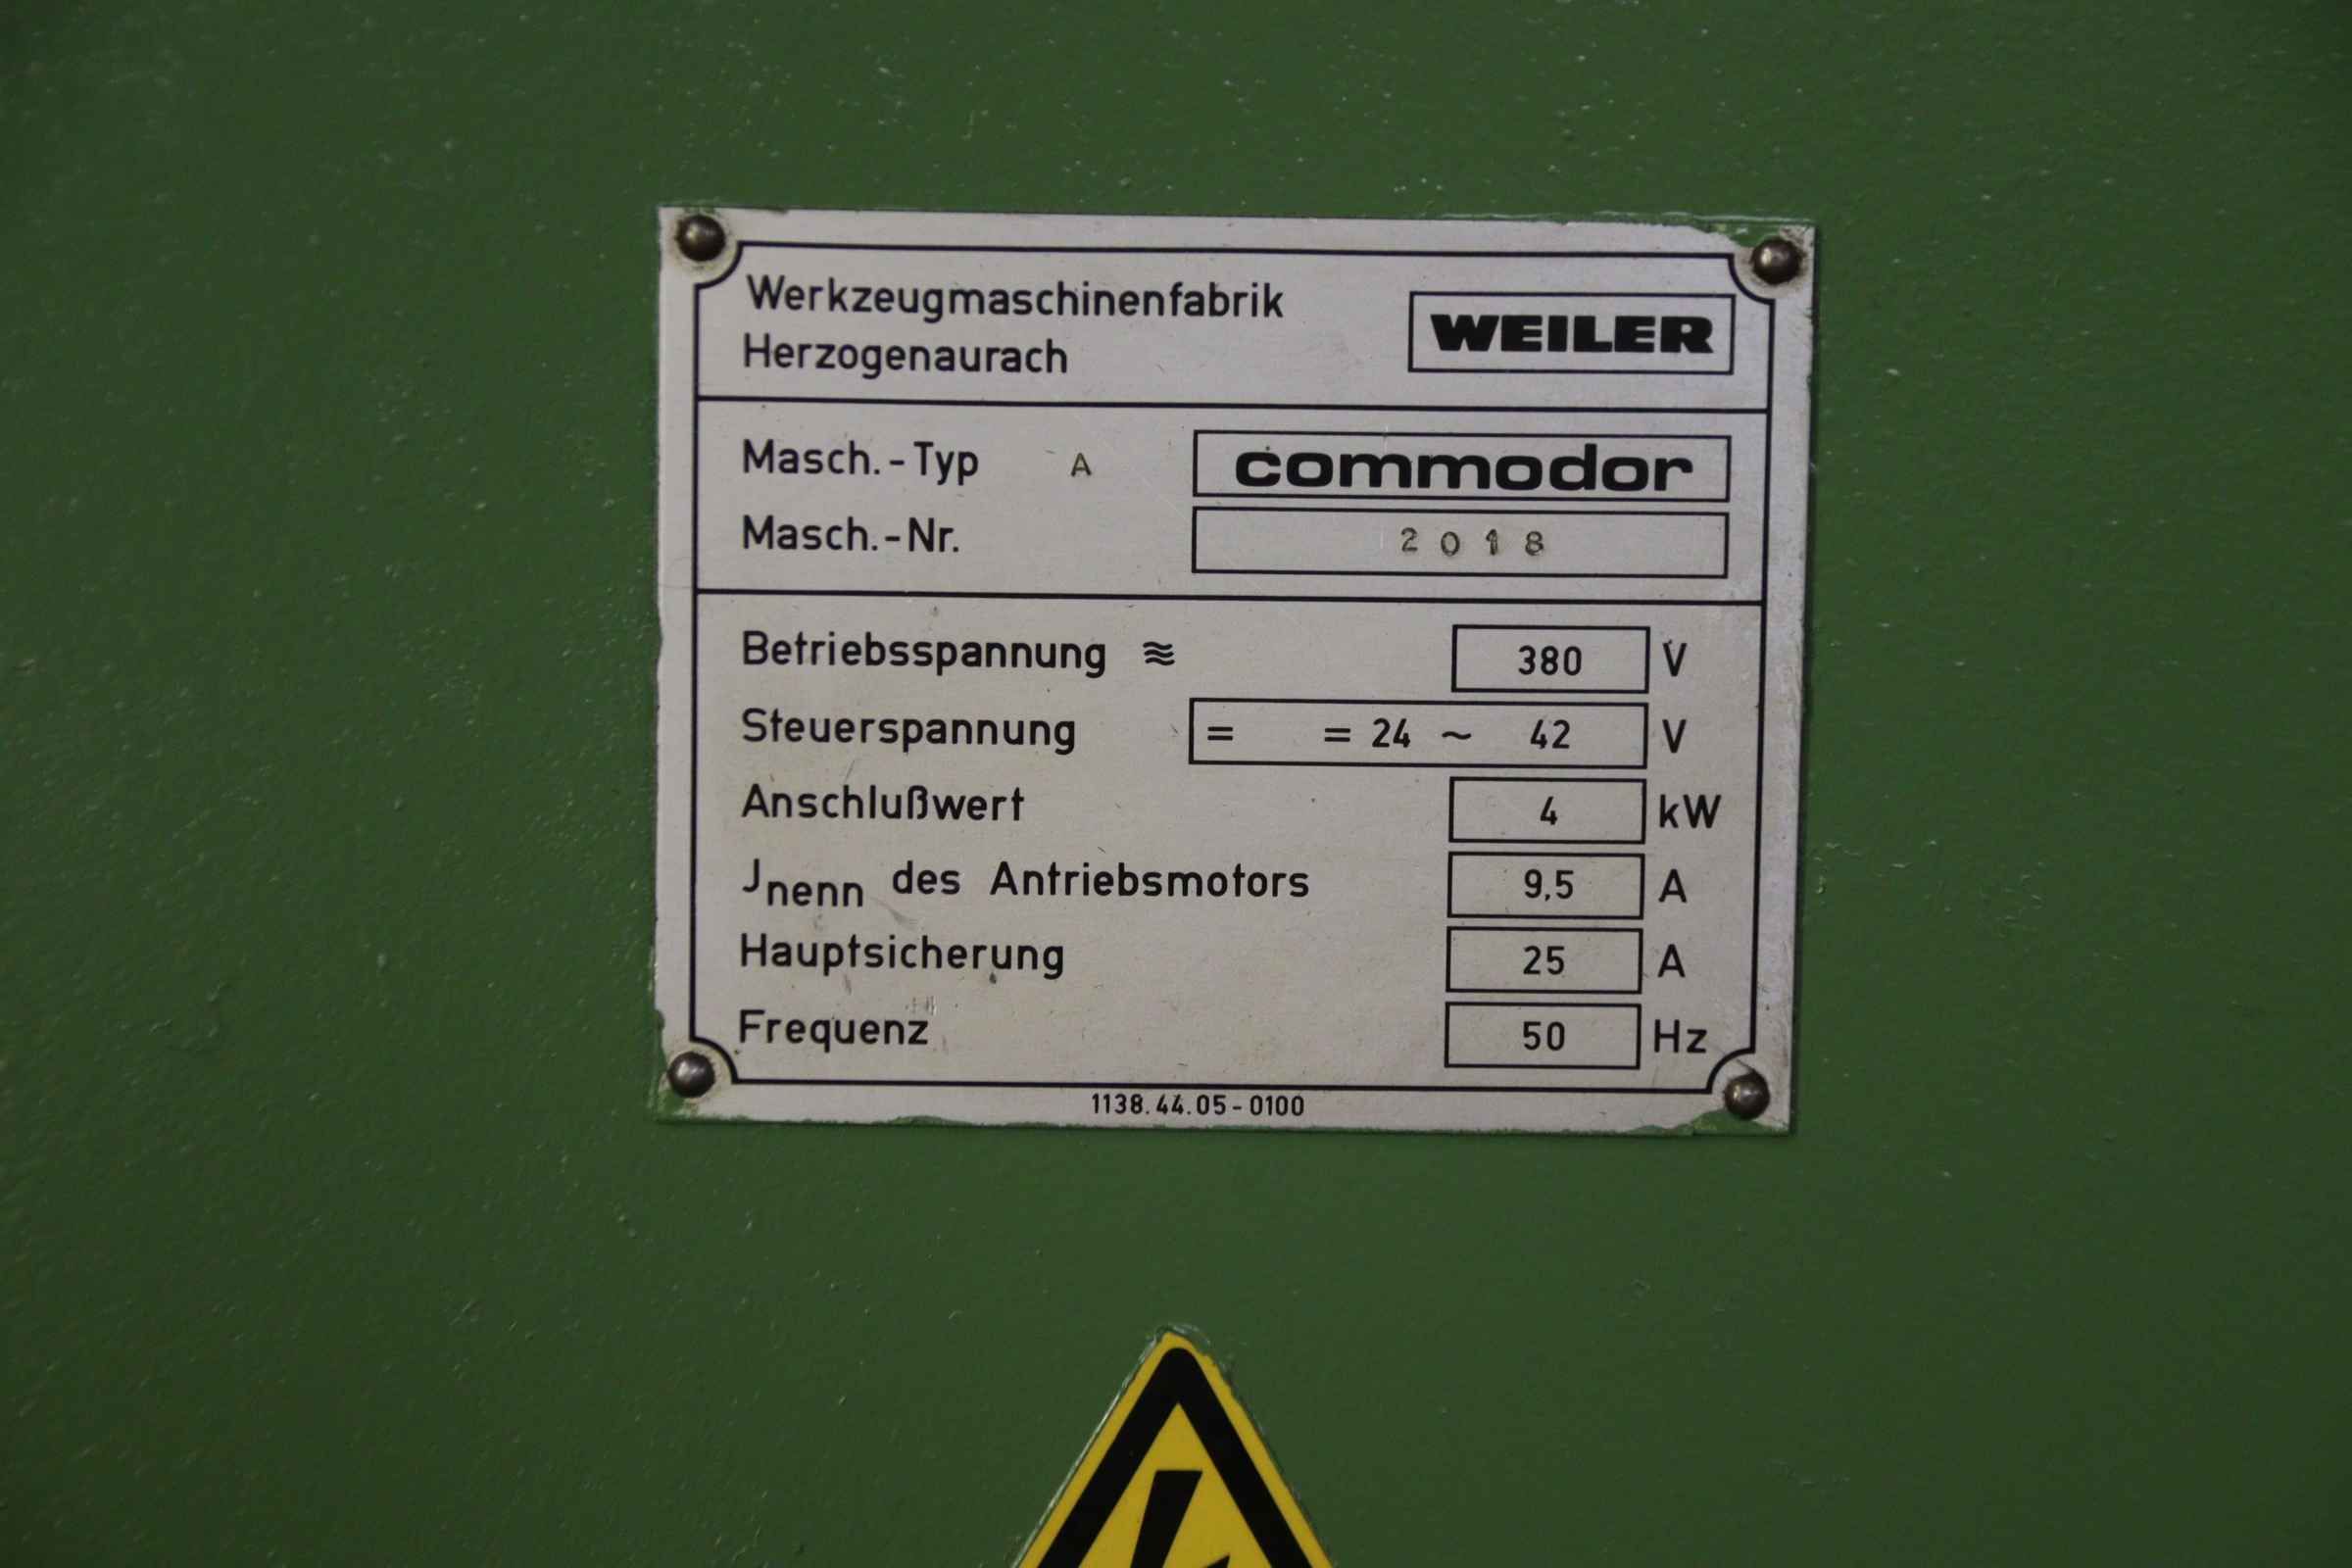 Werkzeugmaschinenfabrik
Herzogenaurach
WEILER
Masch.-Typ A commodor
Masch.-Nr. 2018
Betriebsspannung ≋ 380 V
Steuerspannung = = 24 ~ 42 V
Anschlußwert 4 kW
Jnenn des Antriebsmotors 9,5 A
Hauptsicherung 25 A
Frequenz 50 Hz
1138.44.05-0100